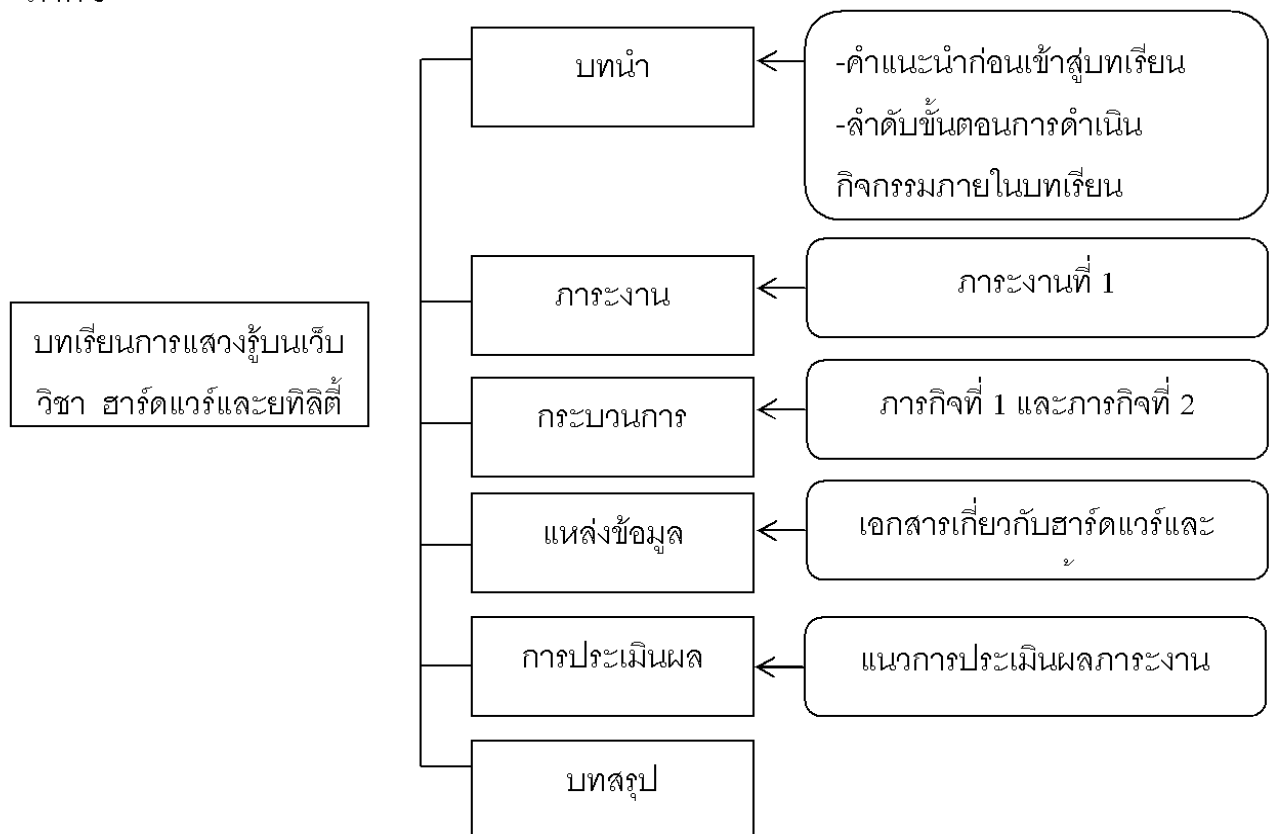 บทนำ
-คำแนะนำก่อนเข้าสู่บทเรียน
-ลำดับขั้นตอนการดำเนิน
กิจกรรมภายในบทเรียน
ภาระงาน
ภาระงานที่ 1
บทเรียนการแสวงรู้บนเว็บ
วิชา ฮาร์ดแวร์และยทิลิตี้
กระบวนการ
ภารกิจที่ 1 และภารกิจที่ 2
แหล่งข้อมูล
เอกสารเกี่ยวกับฮาร์ดแวร์และ
การประเมินผล
แนวการประเมินผลภาระงาน
บทสรุป